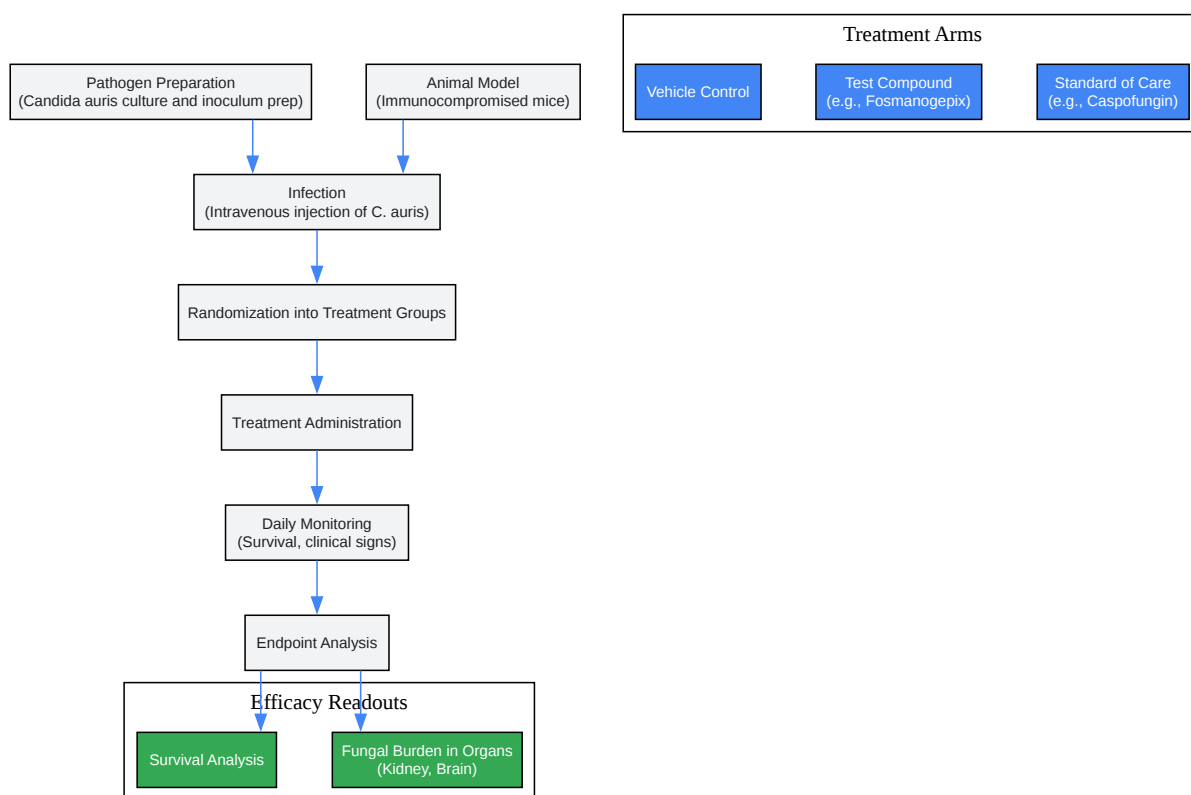 Treatment Arms
Pathogen Preparation
(Candida auris culture and inoculum prep)
Animal Model
(Immunocompromised mice)
Vehicle Control
Test Compound
(e.g., Fosmanogepix)
Standard of Care
(e.g., Caspofungin)
Infection
(Intravenous injection of C. auris)
Randomization into Treatment Groups
Treatment Administration
Daily Monitoring
(Survival, clinical signs)
Endpoint Analysis
Efficacy Readouts
Survival Analysis
Fungal Burden in Organs
(Kidney, Brain)